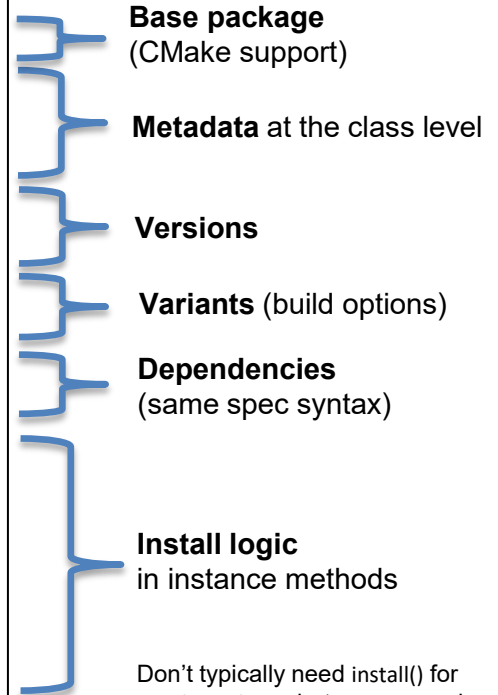 Base package
(CMake support)
Metadata at the class level
Versions
Variants (build options)
Dependencies
(same spec syntax)
Install logic
in instance methods
Don’t typically need install() for